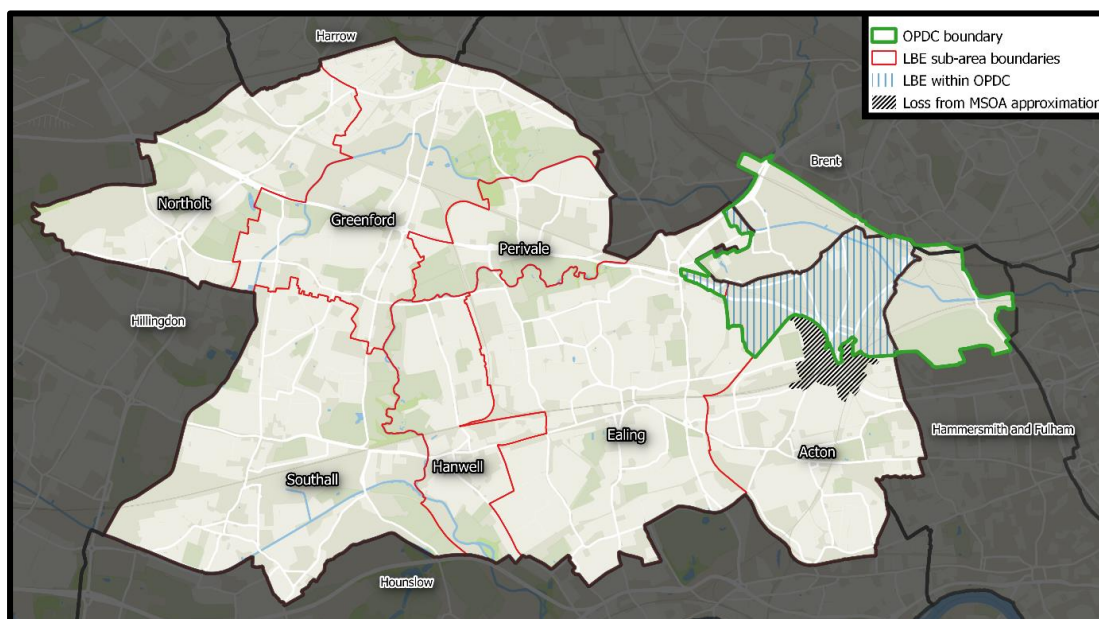 Harrow
OPDC boundary
LBE sub-area boundaries
LBE within OPDC
Loss from MSOA approximation
Brent
Northolt
Greenford
Perivale
Hillingdon
Hammersmith and Fulham
Ealing
Acton
Southall
Hanwell
Hounslow